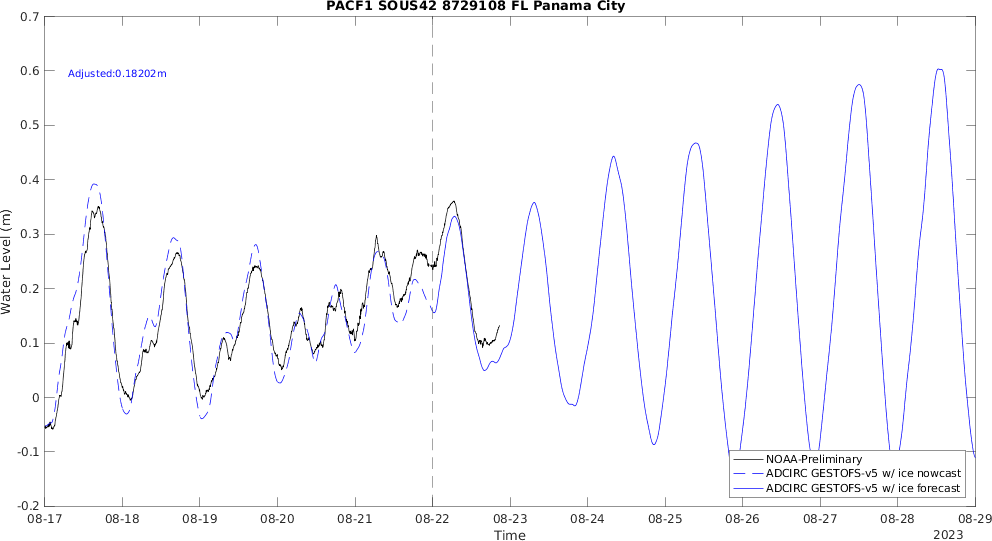 PACF1 SOUS42 8729108 FL Panama City
Adjusted:0.18202m
Water Level (m)
0.7
0.6
0.5
0.4
0.3
0.2
0.1
0
-0.1
-0.2
08-17 08-18 08-19 08-20 08-21 08-22 08-23 08-24 08-25 08-26 08-27 08-28 08-29
Time
2023
NOAA-Preliminary
ADCIRC GESTOFS-v5 w/ ice nowcast
ADCIRC GESTOFS-v5 w/ ice forecast